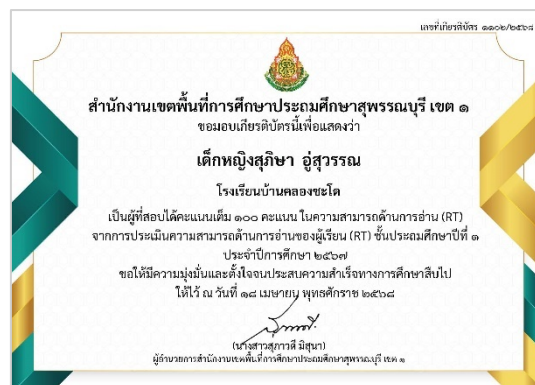 เลขที่เกียรติบัตร ๑๑๐๒/๒๕๖๘
สำนักงานเขตพื้นที่การศึกษาประถมศึกษาสุพรรณบุรี เขต ๑
ขอมอบเกียรติบัตรนี้เพื่อแสดงว่า
เด็กหญิงสุภิษา อู่สุวรรณ
โรงเรียนบ้านคลองชะโด
เป็นผู้ที่สอบได้คะแนนเต็ม ๑๐๐ คะแนน ในความสามารถด้านการอ่าน (RT)
จากการประเมินความสามารถด้านการอ่านของผู้เรียน (RT) ชั้นประถมศึกษาปีที่ ๑
ประจำปีการศึกษา ๒๕๖๗
ขอให้มีความมุ่งมั่นและตั้งใจจนประสบความสำเร็จทางการศึกษาสืบไป
ให้ไว้ ณ วันที่ ๑๘ เมษายน พุทธศักราช ๒๕๖๘
(นางสาวสุภาวดี มิสุนา)
ผู้อำนวยการสำนักงานเขตพื้นที่การศึกษาประถมศึกษาสุพรรณบุรี เขต ๑